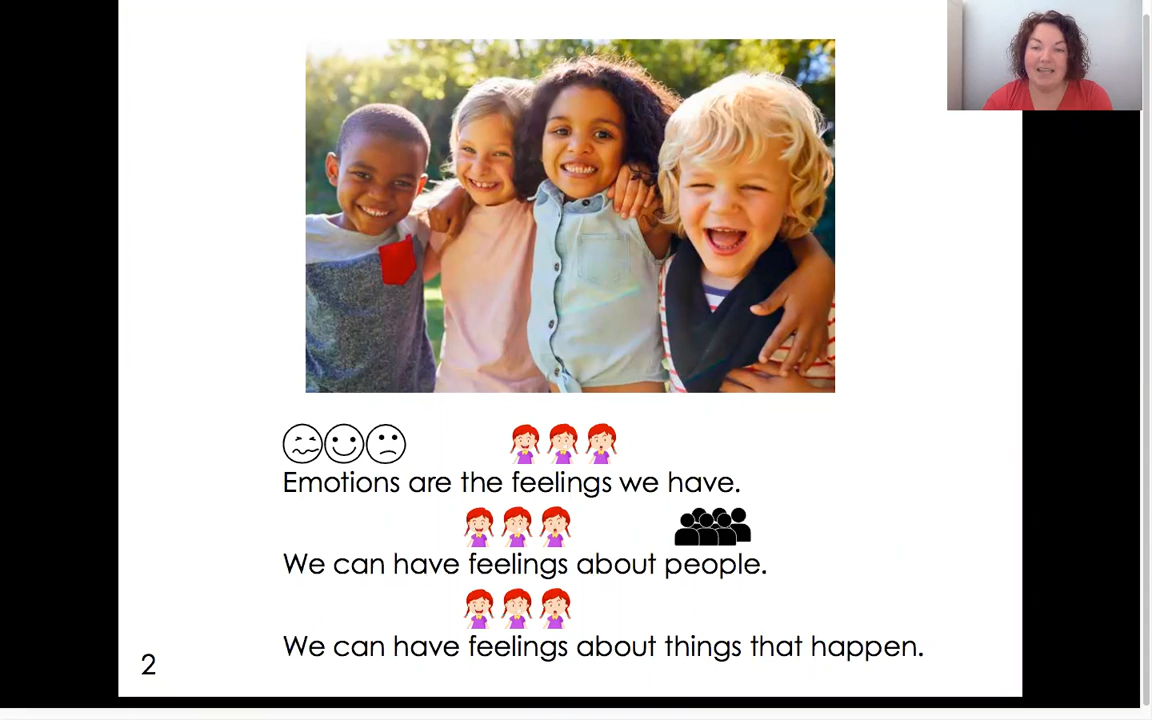 Emotions are the feelings we have.
We can have feelings about people.
We can have feelings about things that happen.
2